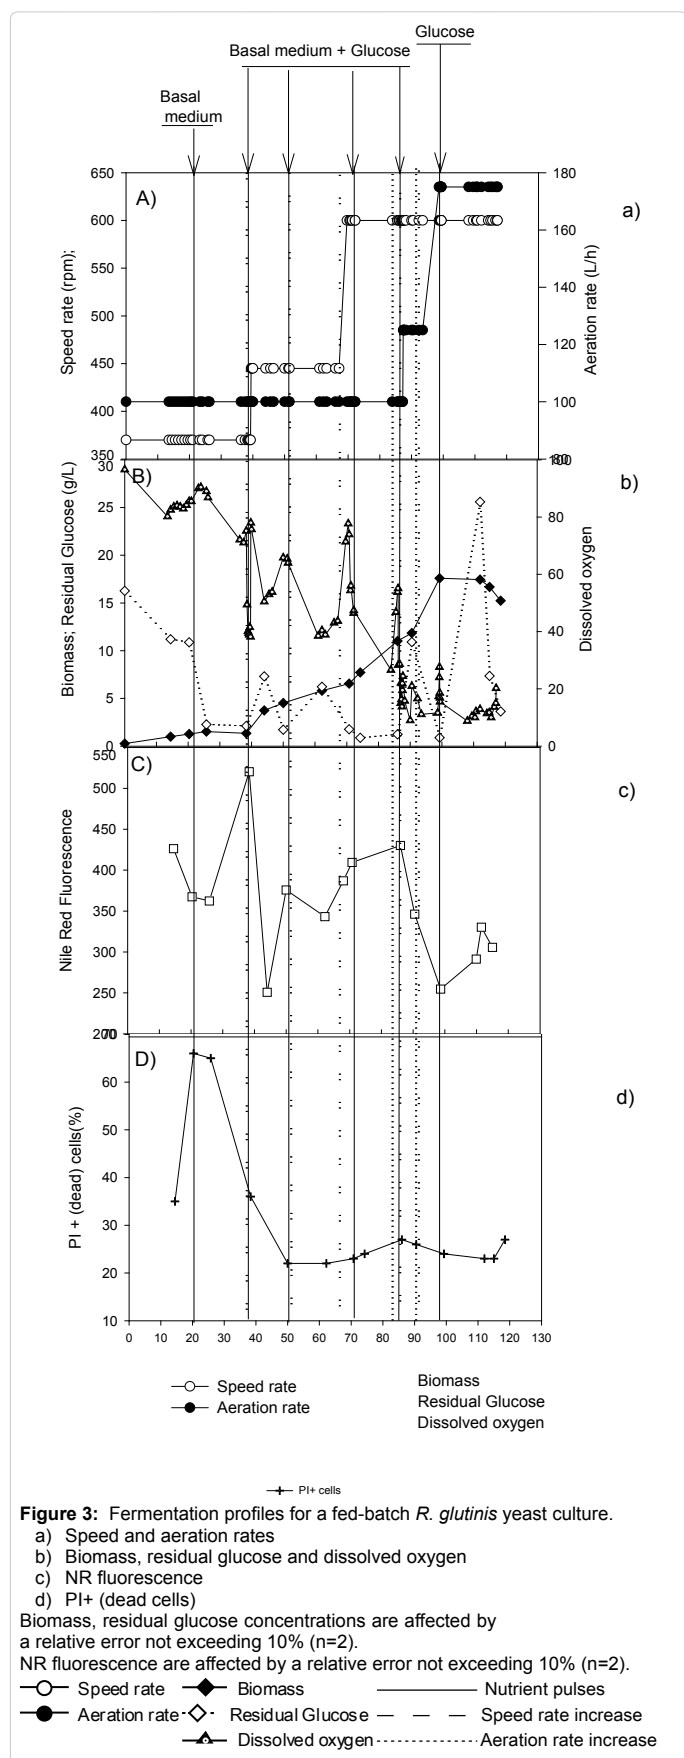 Glucose
Basal medium + Glucose
Basal
medium
A)
a)
650
600
550
500
450
400
350
Speed rate (rpm);
180
160
140
120
100
180
Aeration rate (L/h)
B)
b)
30
25
20
15
10
5
0
Biomass; Residual Glucose (g/L)
100
80
60
40
20
0
Dissolved oxygen
C)
c)
550
500
450
400
350
300
250
200
Nile Red Fluorescence
D)
d)
70
60
50
40
30
20
10
PI + (dead) cells(%)
0 10 20 30 40 50 60 70 80 90 100 110 120 130
Speed rate
Aeration rate
Biomass
Residual Glucose
Dissolved oxygen
PI+ cells
Figure 3: Fermentation profiles for a fed-batch R. glutinis yeast culture.
a) Speed and aeration rates
b) Biomass, residual glucose and dissolved oxygen
c) NR fluorescence
d) PI+ (dead cells)
Biomass, residual glucose concentrations are affected by
a relative error not exceeding 10% (n=2).
NR fluorescence are affected by a relative error not exceeding 10% (n=2).
Speed rate Biomass Nutrient pulses
Aeration rate Residual Glucose Speed rate increase
Dissolved oxygen Aeration rate increase